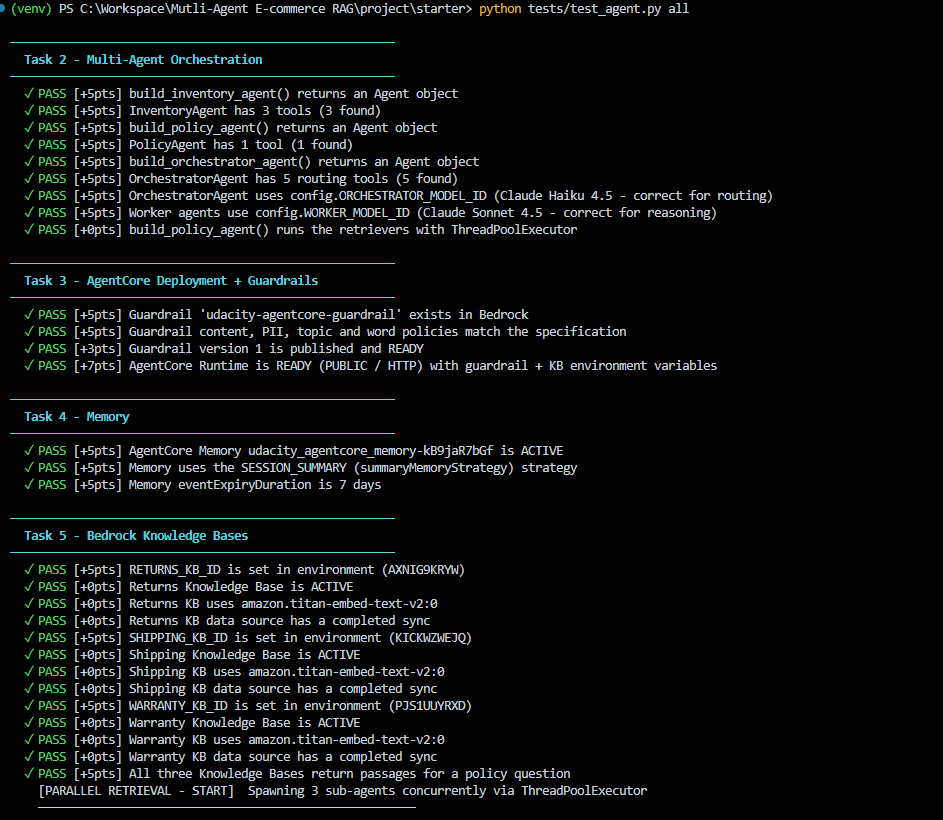 (venv) PS C:\Workspace\Mutli-Agent E-commerce RAG\project\starter> python tests/test_agent.py all
Task 2 - Multi-Agent Orchestration
✓ PASS [+5pts] build_inventory_agent() returns an Agent object
✓ PASS [+5pts] InventoryAgent has 3 tools (3 found)
✓ PASS [+5pts] build_policy_agent() returns an Agent object
✓ PASS [+5pts] PolicyAgent has 1 tool (1 found)
✓ PASS [+5pts] build_orchestrator_agent() returns an Agent object
✓ PASS [+5pts] OrchestratorAgent has 5 routing tools (5 found)
✓ PASS [+5pts] OrchestratorAgent uses config.ORCHESTRATOR_MODEL_ID (Claude Haiku 4.5 - correct for routing)
✓ PASS [+5pts] Worker agents use config.WORKER_MODEL_ID (Claude Sonnet 4.5 - correct for reasoning)
✓ PASS [+0pts] build_policy_agent() runs the retrievers with ThreadPoolExecutor
Task 3 - AgentCore Deployment + Guardrails
✓ PASS [+5pts] Guardrail 'udacity-agentcore-guardrail' exists in Bedrock
✓ PASS [+5pts] Guardrail content, PII, topic and word policies match the specification
✓ PASS [+3pts] Guardrail version 1 is published and READY
✓ PASS [+7pts] AgentCore Runtime is READY (PUBLIC / HTTP) with guardrail + KB environment variables
Task 4 - Memory
✓ PASS [+5pts] AgentCore Memory udacity_agentcore_memory-kB9jaR7bGf is ACTIVE
✓ PASS [+5pts] Memory uses the SESSION_SUMMARY (summaryMemoryStrategy) strategy
✓ PASS [+5pts] Memory eventExpiryDuration is 7 days
Task 5 - Bedrock Knowledge Bases
✓ PASS [+5pts] RETURNS_KB_ID is set in environment (AXNIG9KRYW)
✓ PASS [+0pts] Returns Knowledge Base is ACTIVE
✓ PASS [+0pts] Returns KB uses amazon.titan-embed-text-v2:0
✓ PASS [+0pts] Returns KB data source has a completed sync
✓ PASS [+5pts] SHIPPING_KB_ID is set in environment (KICKWZWEJQ)
✓ PASS [+0pts] Shipping Knowledge Base is ACTIVE
✓ PASS [+0pts] Shipping KB uses amazon.titan-embed-text-v2:0
✓ PASS [+0pts] Shipping KB data source has a completed sync
✓ PASS [+5pts] WARRANTY_KB_ID is set in environment (PJS1UUYRXD)
✓ PASS [+0pts] Warranty Knowledge Base is ACTIVE
✓ PASS [+0pts] Warranty KB uses amazon.titan-embed-text-v2:0
✓ PASS [+0pts] Warranty KB data source has a completed sync
✓ PASS [+5pts] All three Knowledge Bases return passages for a policy question
[PARALLEL RETRIEVAL - START] Spawning 3 sub-agents concurrently via ThreadPoolExecutor